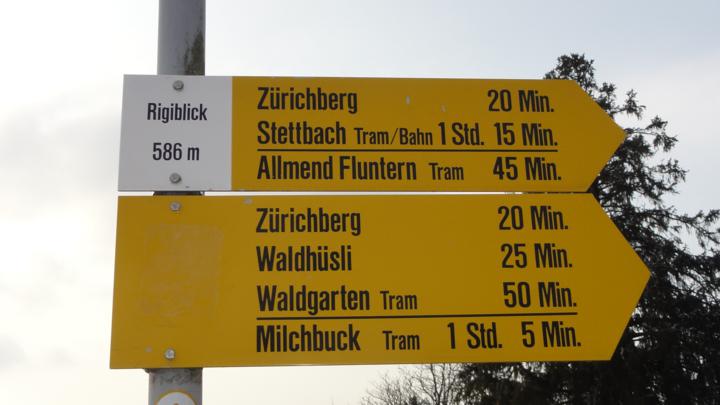 Rigiblick
586 m
Zürichberg 20 Min.
Stettbach Tram/Bahn 1 Std. 15 Min.
Allmend Fluntern Tram 45 Min.
Zürichberg 20 Min.
Waldhüsli 25 Min.
Waldgarten Tram 50 Min.
Milchbuck Tram 1 Std. 5 Min.